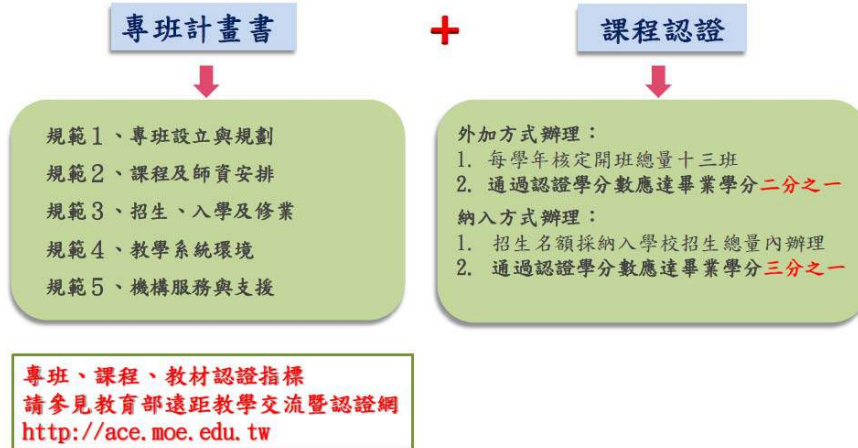 專班計畫書
+
課程認證
規範1、專班設立與規劃
規範2、課程及師資安排
規範3、招生、入學及修業
規範4、教學系統環境
規範5、機構服務與支援
外加方式辦理：
1. 每學年核定開班總量十三班
2. 通過認證學分數應達畢業學分二分之一
納入方式辦理：
1. 招生名額採納入學校招生總量內辦理
2. 通過認證學分數應達畢業學分三分之一
專班、課程、教材認證指標
請參見教育部遠距教學交流暨認證網
http://ace.moe.edu.tw